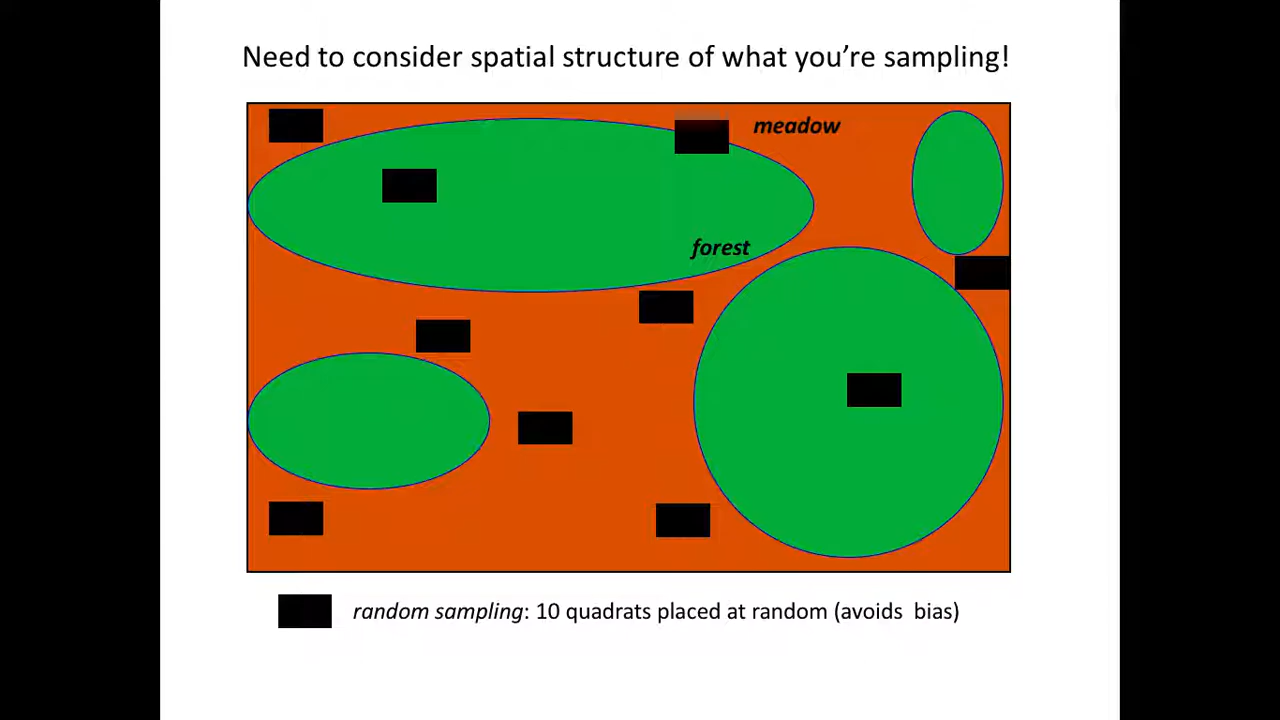 Need to consider spatial structure of what you’re sampling!
meadow
forest
random sampling: 10 quadrats placed at random (avoids  bias)